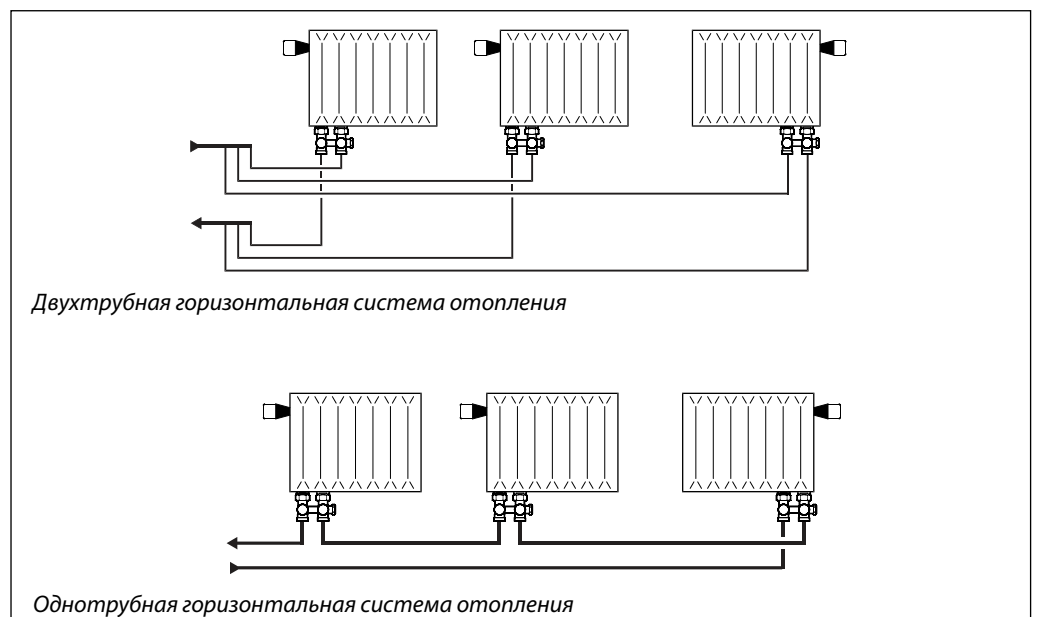 Двухтрубная горизонтальная система отопления
Однотрубная горизонтальная система отопления